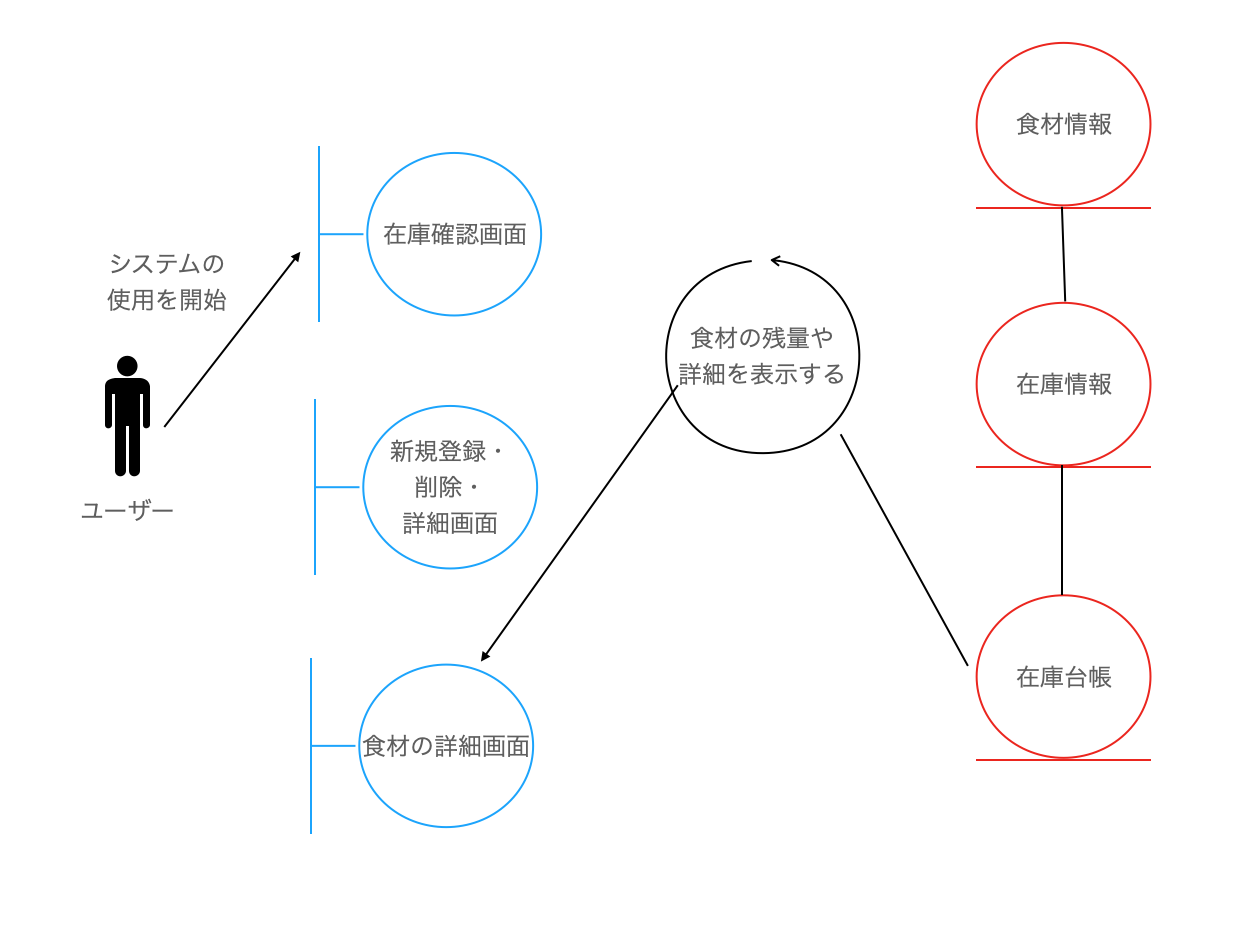 食材情報
在庫確認画面
システムの
使用を開始
食材の残量や
詳細を表示する
在庫情報
新規登録・
削除・
詳細画面
ユーザー
在庫台帳
食材の詳細画面